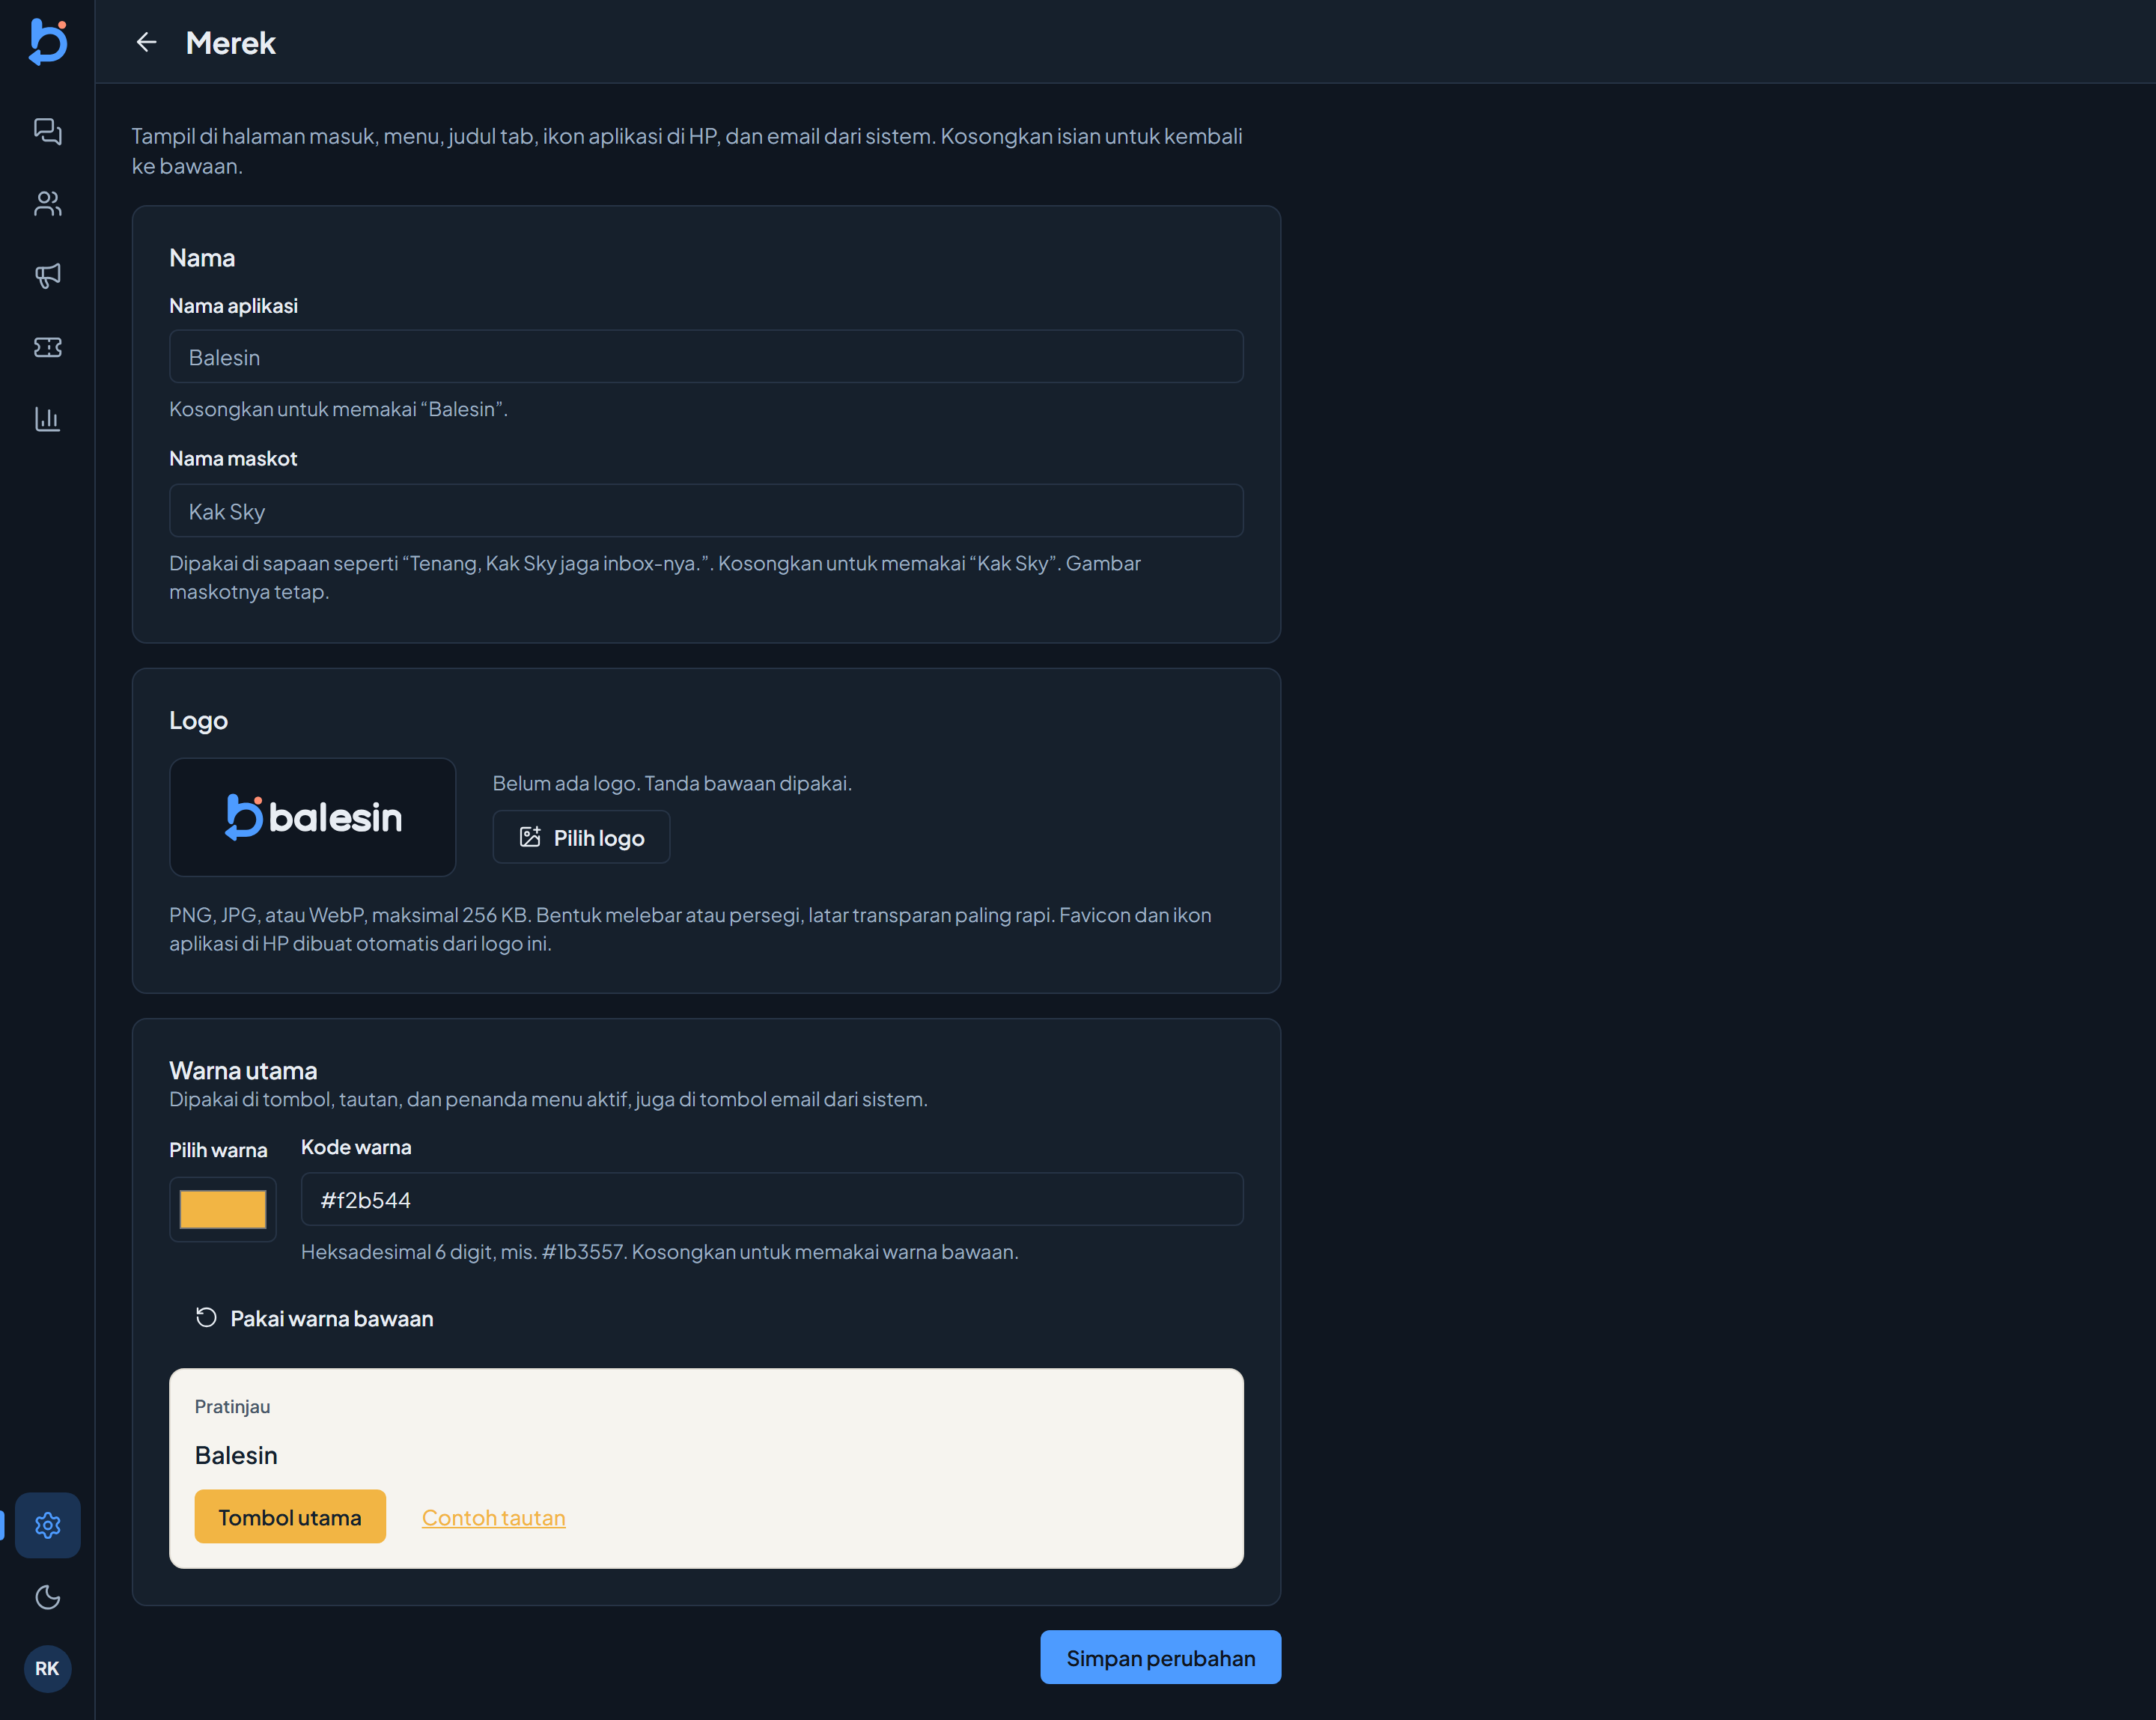 Merek
Tampil di halaman masuk, menu, judul tab, ikon aplikasi di HP, dan email dari sistem. Kosongkan isian untuk kembali
ke bawaan.
Nama
Nama aplikasi
Balesin
Kosongkan untuk memakai “Balesin”.
Nama maskot
Kak Sky
Dipakai di sapaan seperti “Tenang, Kak Sky jaga inbox-nya.”. Kosongkan untuk memakai “Kak Sky”. Gambar
maskotnya tetap.
Logo
balesin
Belum ada logo. Tanda bawaan dipakai.
Pilih logo
PNG, JPG, atau WebP, maksimal 256 KB. Bentuk melebar atau persegi, latar transparan paling rapi. Favicon dan ikon
aplikasi di HP dibuat otomatis dari logo ini.
Warna utama
Dipakai di tombol, tautan, dan penanda menu aktif, juga di tombol email dari sistem.
Pilih warna
Kode warna
#f2b544
Heksadesimal 6 digit, mis. #1b3557. Kosongkan untuk memakai warna bawaan.
Pakai warna bawaan
Pratinjau
Balesin
Tombol utama
Contoh tautan
RK
Simpan perubahan